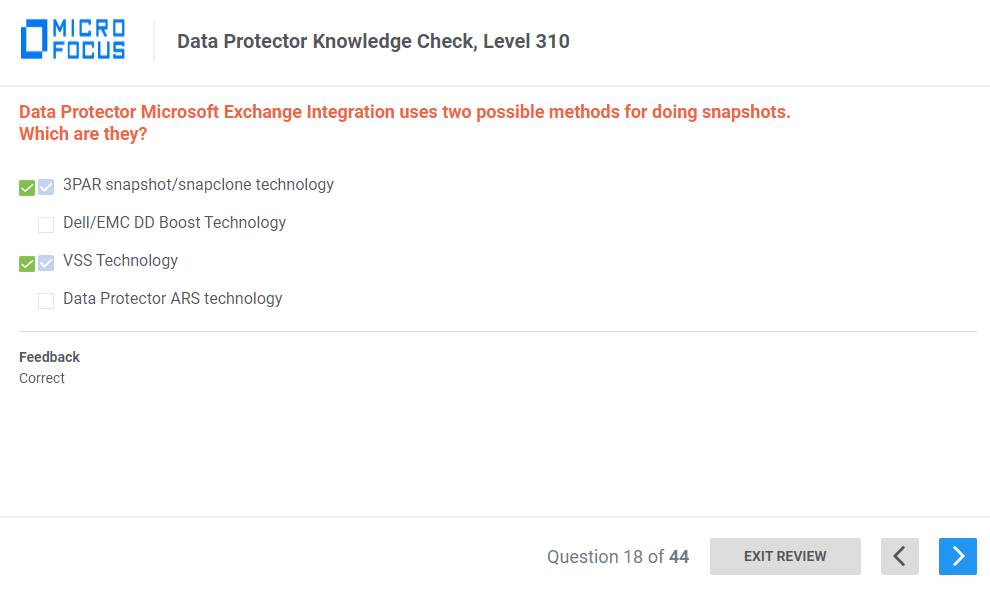 MICRO
FOCUS
Data Protector Knowledge Check, Level 310
Data Protector Microsoft Exchange Integration uses two possible methods for doing snapshots.
Which are they?
3PAR snapshot/snapclone technology
Dell/EMC DD Boost Technology
VSS Technology
Data Protector ARS technology
Feedback
Correct
Question 18 of 44
EXIT REVIEW